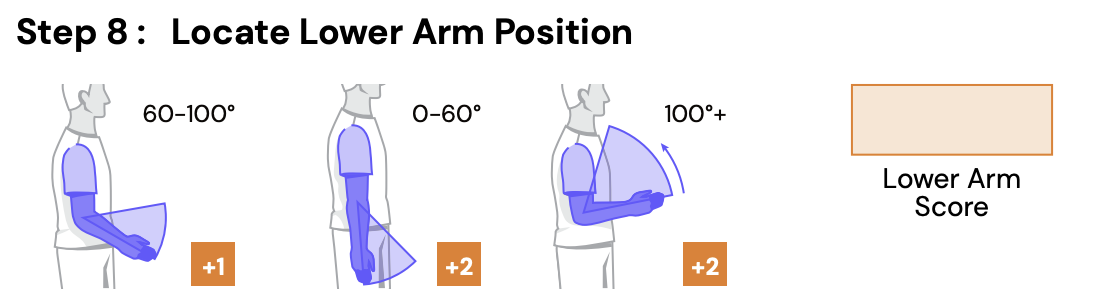 Step 8 : Locate Lower Arm Position
60-100°
0-60°
100°+
+1
+2
+2
Lower Arm
Score